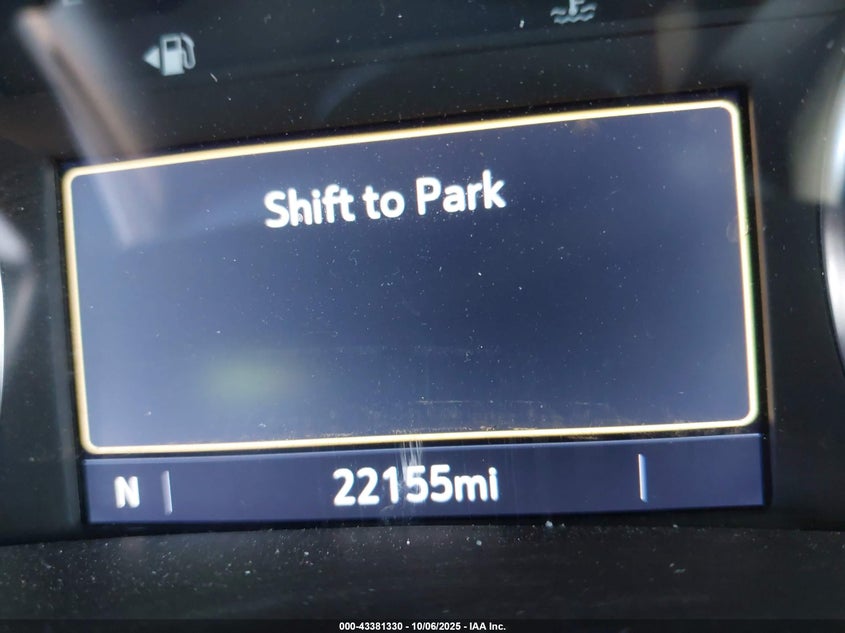 Shift to Park
N 22155mi
000-43381330 - 10/06/2025 - IAA Inc.